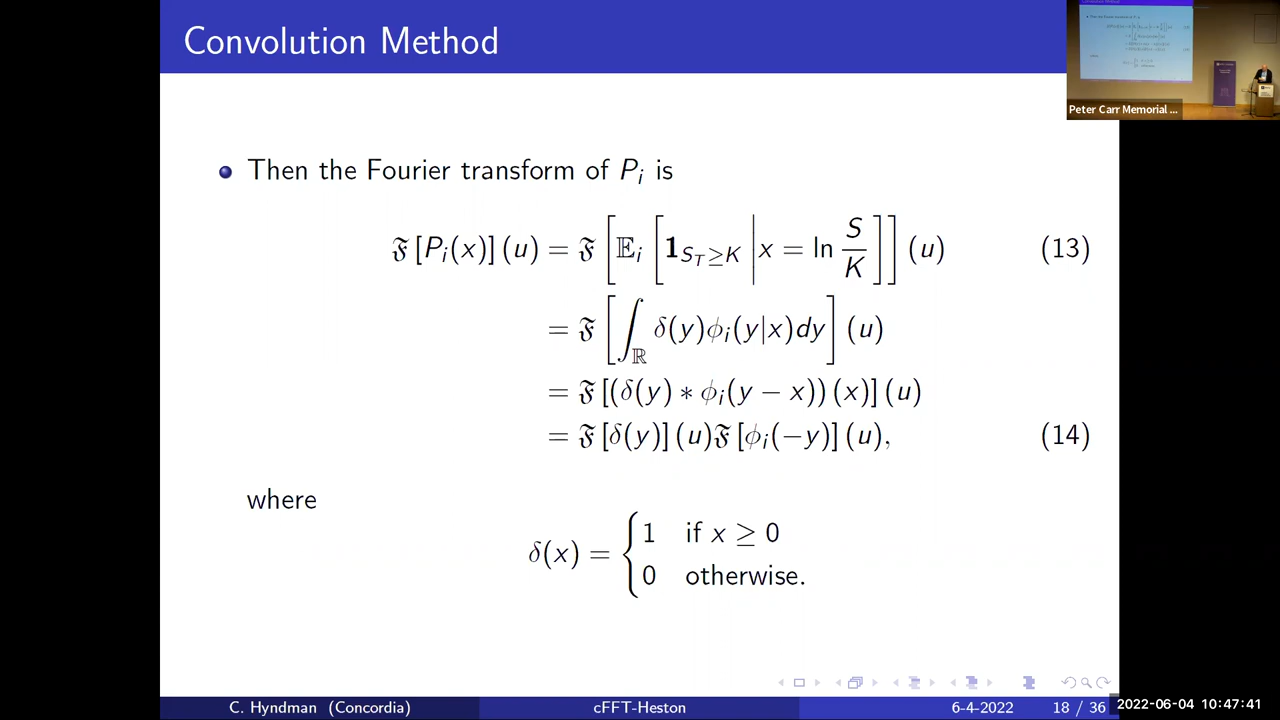 Convolution Method
Peter Carr Memorial ...
Then the Fourier transform of P_i is
𝔉 [P_i(x)] (u) = 𝔉 [ 𝔼_i [ 𝟏_{S_T≥K} | x = ln S/K ] ] (u) (13)
= 𝔉 [ ∫_ℝ δ(y)ϕ_i(y|x)dy ] (u)
= 𝔉 [(δ(y) ∗ ϕ_i(y − x)) (x)] (u)
= 𝔉 [δ(y)] (u)𝔉 [ϕ_i(−y)] (u), (14)
where
δ(x) = { 1 if x ≥ 0
0 otherwise.
C. Hyndman (Concordia) cFFT-Heston 6-4-2022 18 / 36
2022-06-04 10:47:41